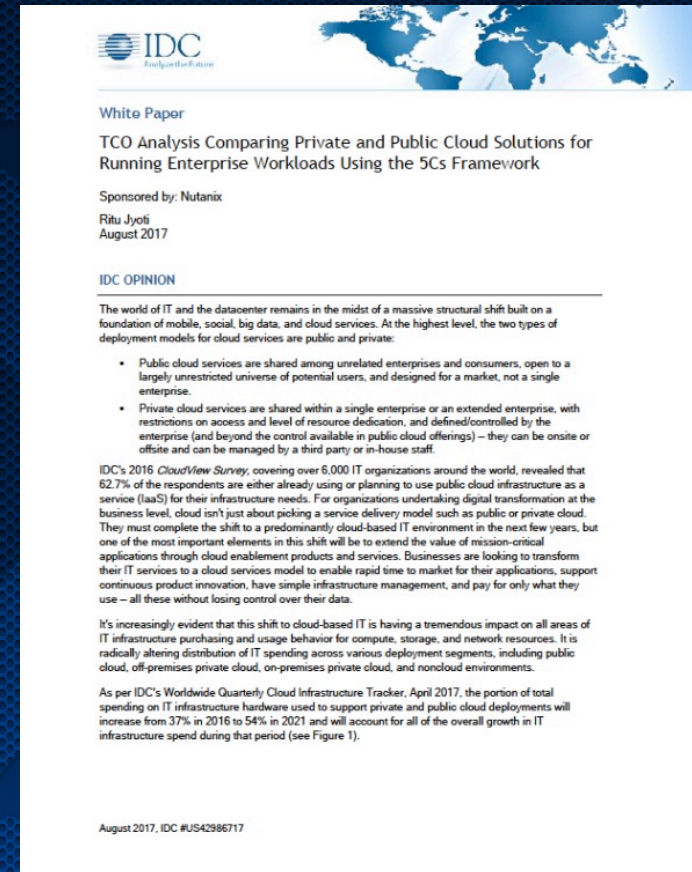 IDC
Analyze the Future
White Paper
TCO Analysis Comparing Private and Public Cloud Solutions for
Running Enterprise Workloads Using the 5Cs Framework
Sponsored by: Nutanix
Ritu Jyoti
August 2017
IDC OPINION
The world of IT and the datacenter remains in the midst of a massive structural shift built on a
foundation of mobile, social, big data, and cloud services. At the highest level, the two types of
deployment models for cloud services are public and private:
▪ Public cloud services are shared among unrelated enterprises and consumers, open to a
largely unrestricted universe of potential users, and designed for a market, not a single
enterprise.
▪ Private cloud services are shared within a single enterprise or an extended enterprise, with
restrictions on access and level of resource dedication, and defined/controlled by the
enterprise (and beyond the control available in public cloud offerings) – they can be onsite or
offsite and can be managed by a third party or in-house staff.
IDC's 2016 CloudView Survey, covering over 6,000 IT organizations around the world, revealed that
62.7% of the respondents are either already using or planning to use public cloud infrastructure as a
service (IaaS) for their infrastructure needs. For organizations undertaking digital transformation at the
business level, cloud isn't just about picking a service delivery model such as public or private cloud.
They must complete the shift to a predominantly cloud-based IT environment in the next few years, but
one of the most important elements in this shift will be to extend the value of mission-critical
applications through cloud enablement products and services. Businesses are looking to transform
their IT services to a cloud services model to enable rapid time to market for their applications, support
continuous product innovation, have simple infrastructure management, and pay for only what they
use – all these without losing control over their data.
It's increasingly evident that this shift to cloud-based IT is having a tremendous impact on all areas of
IT infrastructure purchasing and usage behavior for compute, storage, and network resources. It is
radically altering distribution of IT spending across various deployment segments, including public
cloud, off-premises private cloud, on-premises private cloud, and noncloud environments.
As per IDC's Worldwide Quarterly Cloud Infrastructure Tracker, April 2017, the portion of total
spending on IT infrastructure hardware used to support private and public cloud deployments will
increase from 37% in 2016 to 54% in 2021 and will account for all of the overall growth in IT
infrastructure spend during that period (see Figure 1).
August 2017, IDC #US42986717